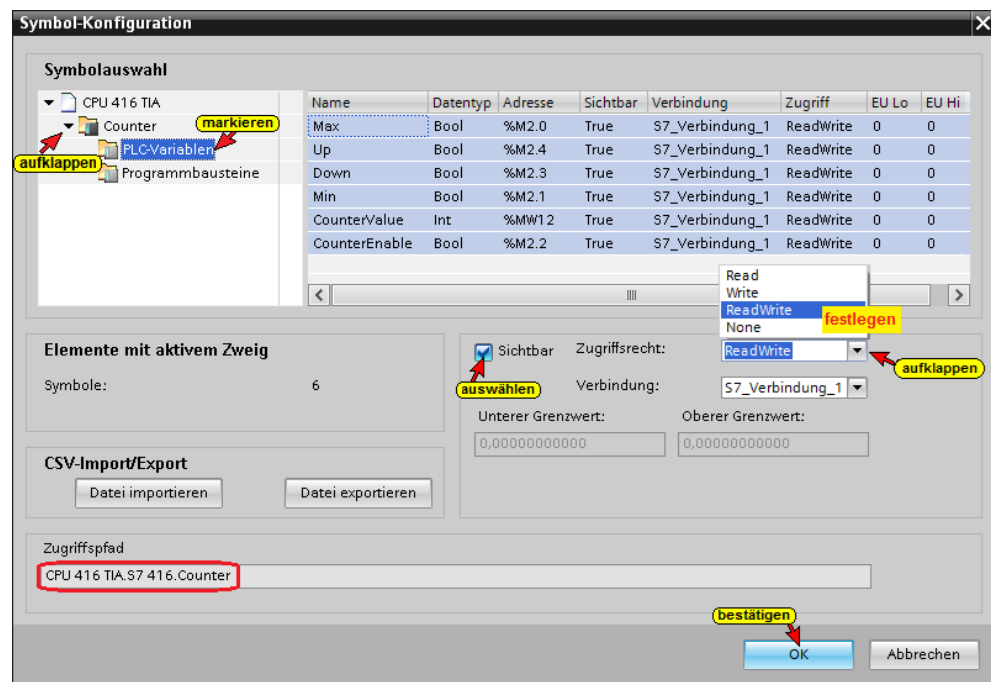 Symbol-Konfiguration
Symbolauswahl
CPU 416 TIA
Counter
markieren
PLC-Variablen
aufklappen
Programmbausteine
Name Datentyp Adresse Sichtbar Verbindung Zugriff EU Lo EU Hi
Max Bool %M2.0 True S7_Verbindung_1 ReadWrite 0 0
Up Bool %M2.4 True S7_Verbindung_1 ReadWrite 0 0
Down Bool %M2.3 True S7_Verbindung_1 ReadWrite 0 0
Min Bool %M2.1 True S7_Verbindung_1 ReadWrite 0 0
CounterValue Int %MW12 True S7_Verbindung_1 ReadWrite 0 0
CounterEnable Bool %M2.2 True S7_Verbindung_1 ReadWrite 0 0
Read
Write
ReadWrite
None
festlegen
Elemente mit aktivem Zweig
Symbole: 6
Sichtbar
auswählen
Zugriffsrecht: ReadWrite
aufklappen
Verbindung: S7_Verbindung_1
Unterer Grenzwert: Oberer Grenzwert:
0,00000000000 0,00000000000
CSV-Import/Export
Datei importieren Datei exportieren
Zugriffspfad
CPU 416 TIA.S7 416.Counter
bestätigen
OK Abbrechen